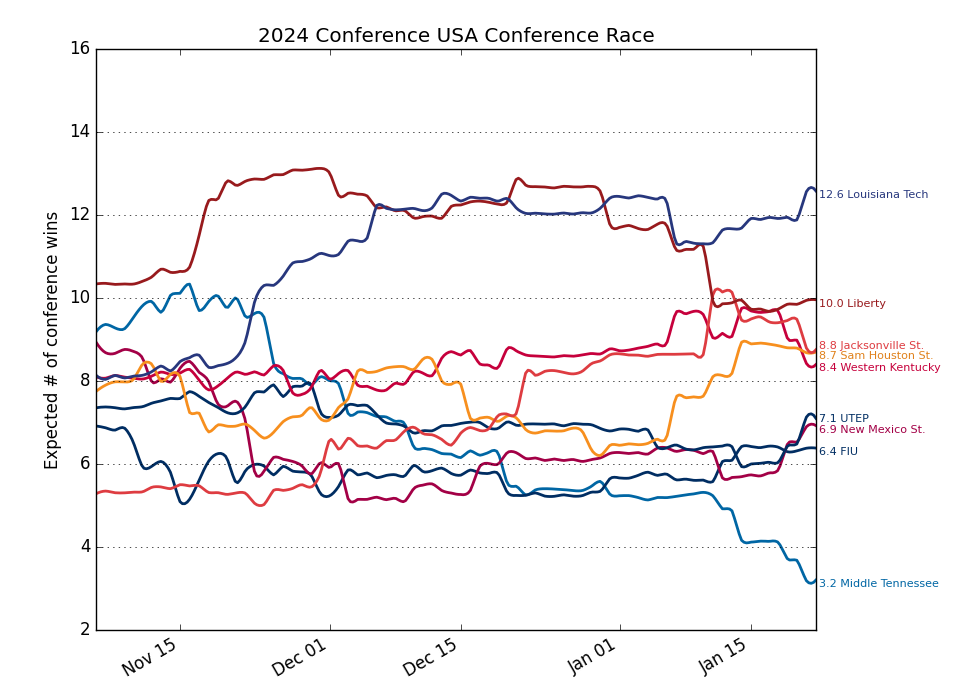 2024 Conference USA Conference Race
Expected # of conference wins
16
14
12
10
8
6
4
2
Nov 15
Dec 01
Dec 15
Jan 01
Jan 15
12.6 Louisiana Tech
10.0 Liberty
8.8 Jacksonville St.
8.7 Sam Houston St.
8.4 Western Kentucky
7.1 UTEP
6.9 New Mexico St.
6.4 FIU
3.2 Middle Tennessee